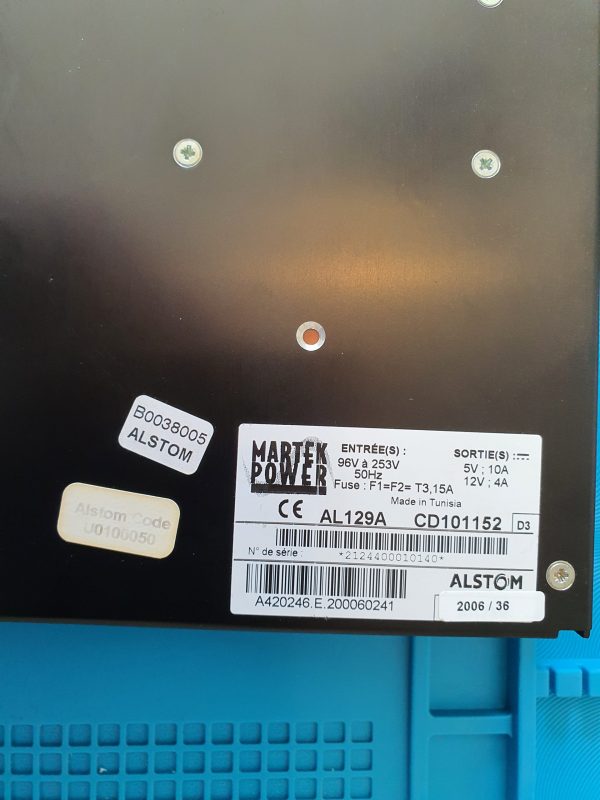 B0038005
ALSTOM
Alstom Code
U0100050
MARTEK
POWER
ENTRÉE(S) :
96V à 253V
50Hz
Fuse : F1=F2= T3,15A
SORTIE(S) :
5V ; 10A
12V ; 4A
Made in Tunisia
CE AL129A CD101152 D3
N° de série : *2124400010140*
A420246.E.200060241
ALSTOM
2006 / 36